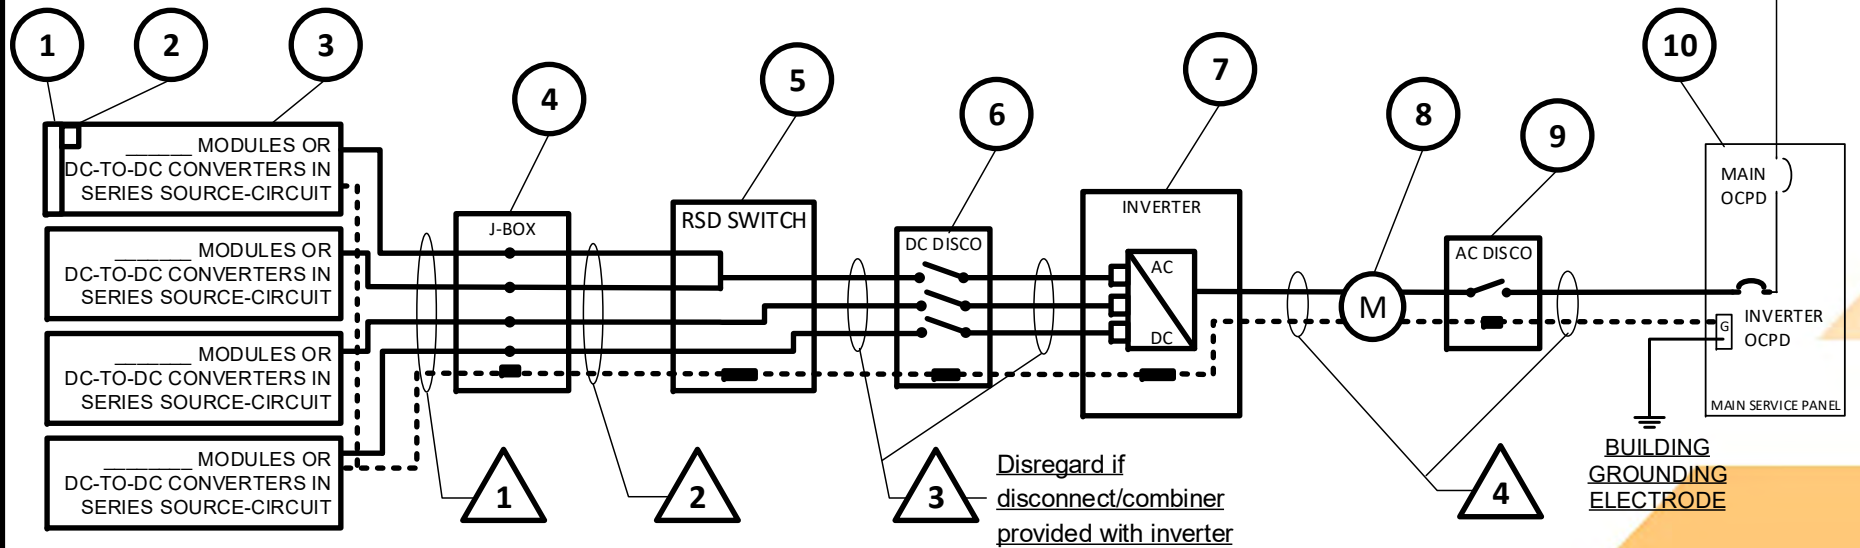 1
2
3
4
5
6
7
8
9
10
______ MODULES OR
DC-TO-DC CONVERTERS IN
SERIES SOURCE-CIRCUIT
_______ MODULES OR
DC-TO-DC CONVERTERS IN
SERIES SOURCE-CIRCUIT
_______ MODULES OR
DC-TO-DC CONVERTERS IN
SERIES SOURCE-CIRCUIT
________ MODULES OR
DC-TO-DC CONVERTERS IN
SERIES SOURCE-CIRCUIT
J-BOX
RSD SWITCH
DC DISCO
INVERTER
AC
DC
M
AC DISCO
MAIN
OCPD
G
INVERTER
OCPD
MAIN SERVICE PANEL
BUILDING
GROUNDING
ELECTRODE
1
2
3
Disregard if
disconnect/combiner
provided with inverter
4